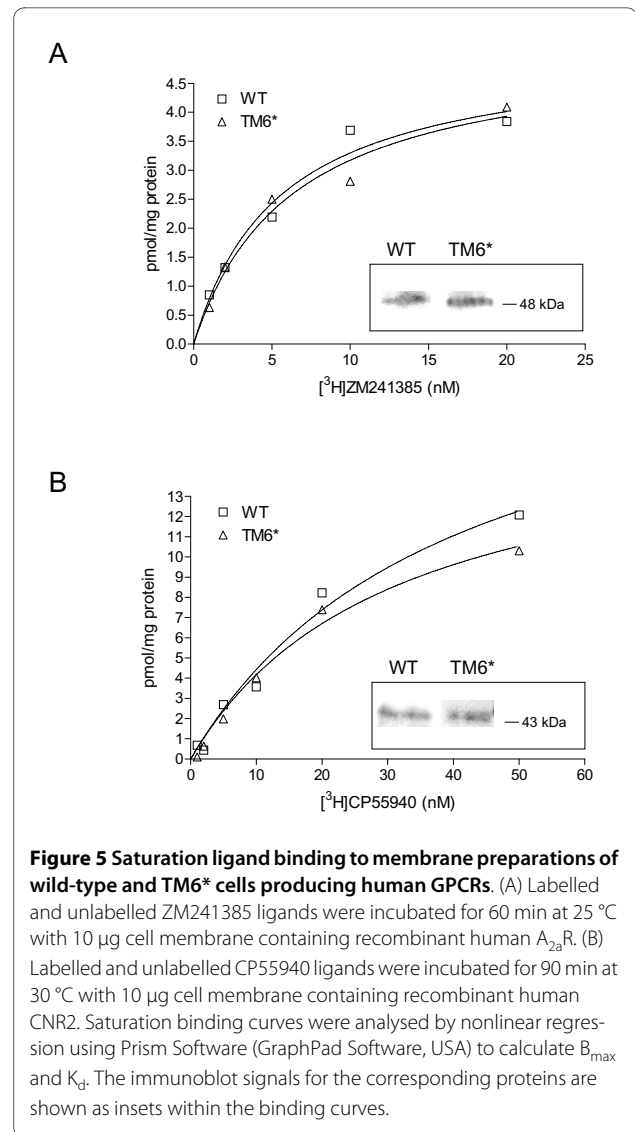 A
4.5
4.0
3.5
3.0
2.5
2.0
1.5
1.0
0.5
0.0
pmol/mg protein
WT
TM6*
WT TM6*
48 kDa
0 5 10 15 20 25
[³H]ZM241385 (nM)
B
13
12
11
10
9
8
7
6
5
4
3
2
1
0
pmol/mg protein
WT
TM6*
WT TM6*
43 kDa
0 10 20 30 40 50 60
[³H]CP55940 (nM)
Figure 5 Saturation ligand binding to membrane preparations of
wild-type and TM6* cells producing human GPCRs. (A) Labelled
and unlabelled ZM241385 ligands were incubated for 60 min at 25 °C
with 10 μg cell membrane containing recombinant human A₂ₐR. (B)
Labelled and unlabelled CP55940 ligands were incubated for 90 min at
30 °C with 10 μg cell membrane containing recombinant human
CNR2. Saturation binding curves were analysed by nonlinear regres-
sion using Prism Software (GraphPad Software, USA) to calculate Bmax
and Kd. The immunoblot signals for the corresponding proteins are
shown as insets within the binding curves.